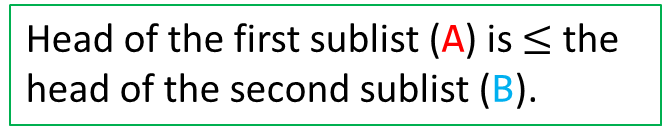 Head of the first sublist (A) is ≤ the
head of the second sublist (B).